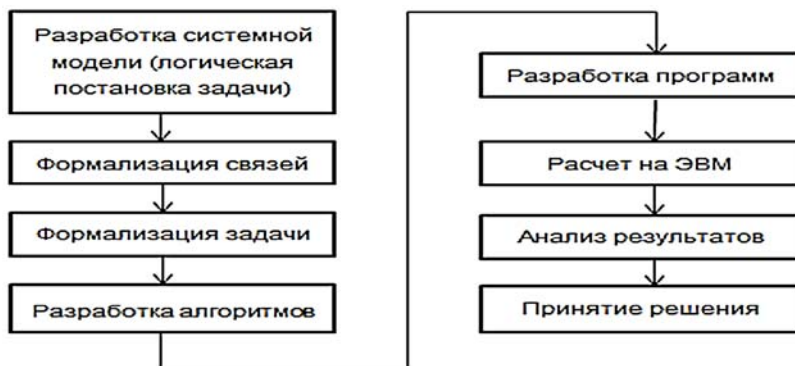 Разработка системной
модели (логическая
постановка задачи)
Формализация связей
Формализация задачи
Разработка алгоритмов
Разработка программ
Расчет на ЭВМ
Анализ результатов
Принятие решения